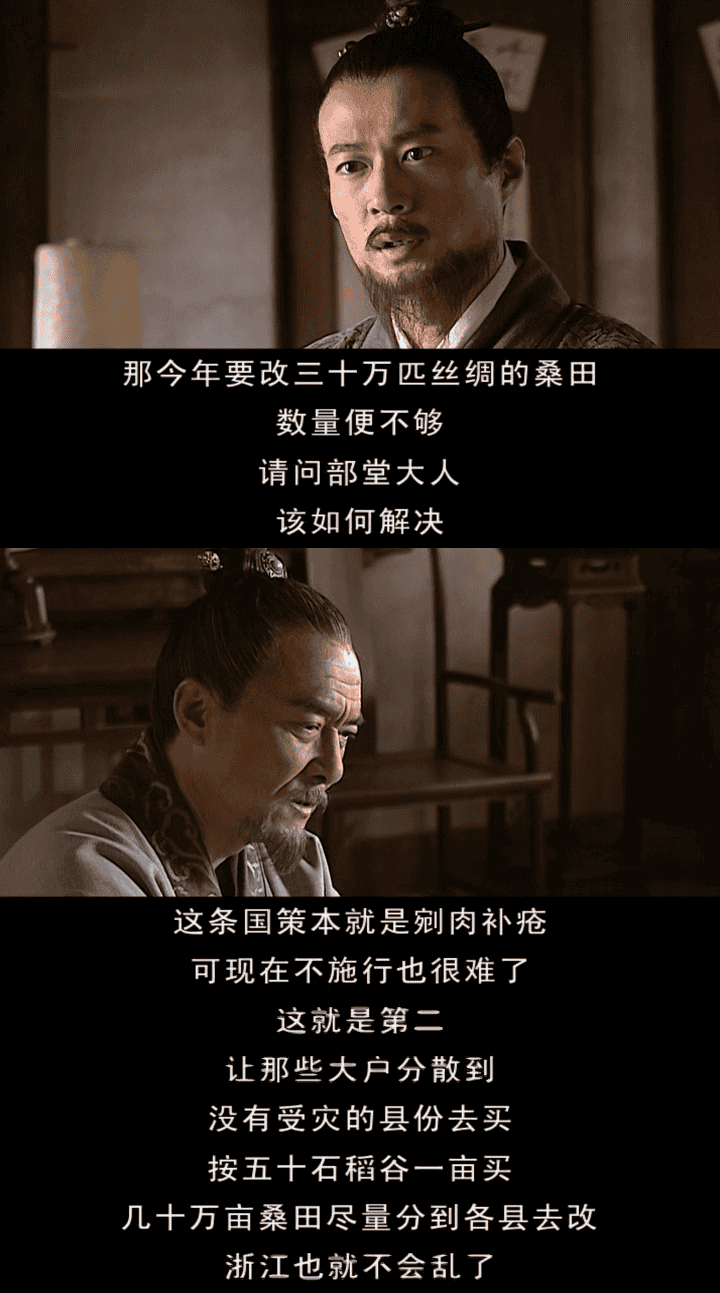 那今年要改三十万匹丝绸的桑田
数量便不够
请问部堂大人
该如何解决
这条国策本就是剜肉补疮
可现在不施行也很难了
这就是第二
让那些大户分散到
没有受灾的县份去买
按五十石稻谷一亩买
几十万亩桑田尽量分到各县去改
浙江也就不会乱了